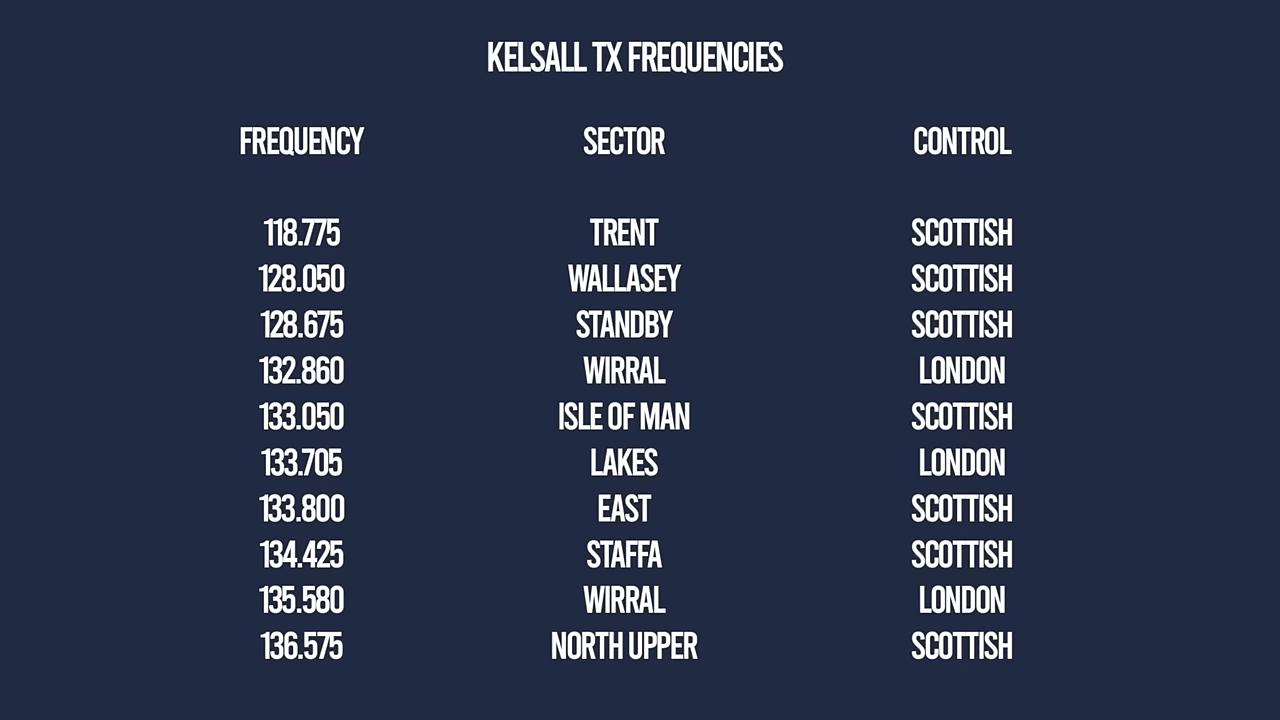 KELSALL TX FREQUENCIES
FREQUENCY SECTOR CONTROL
118.775 TRENT SCOTTISH
128.050 WALLASEY SCOTTISH
128.675 STANDBY SCOTTISH
132.860 WIRRAL LONDON
133.050 ISLE OF MAN SCOTTISH
133.705 LAKES LONDON
133.800 EAST SCOTTISH
134.425 STAFFA SCOTTISH
135.580 WIRRAL LONDON
136.575 NORTH UPPER SCOTTISH